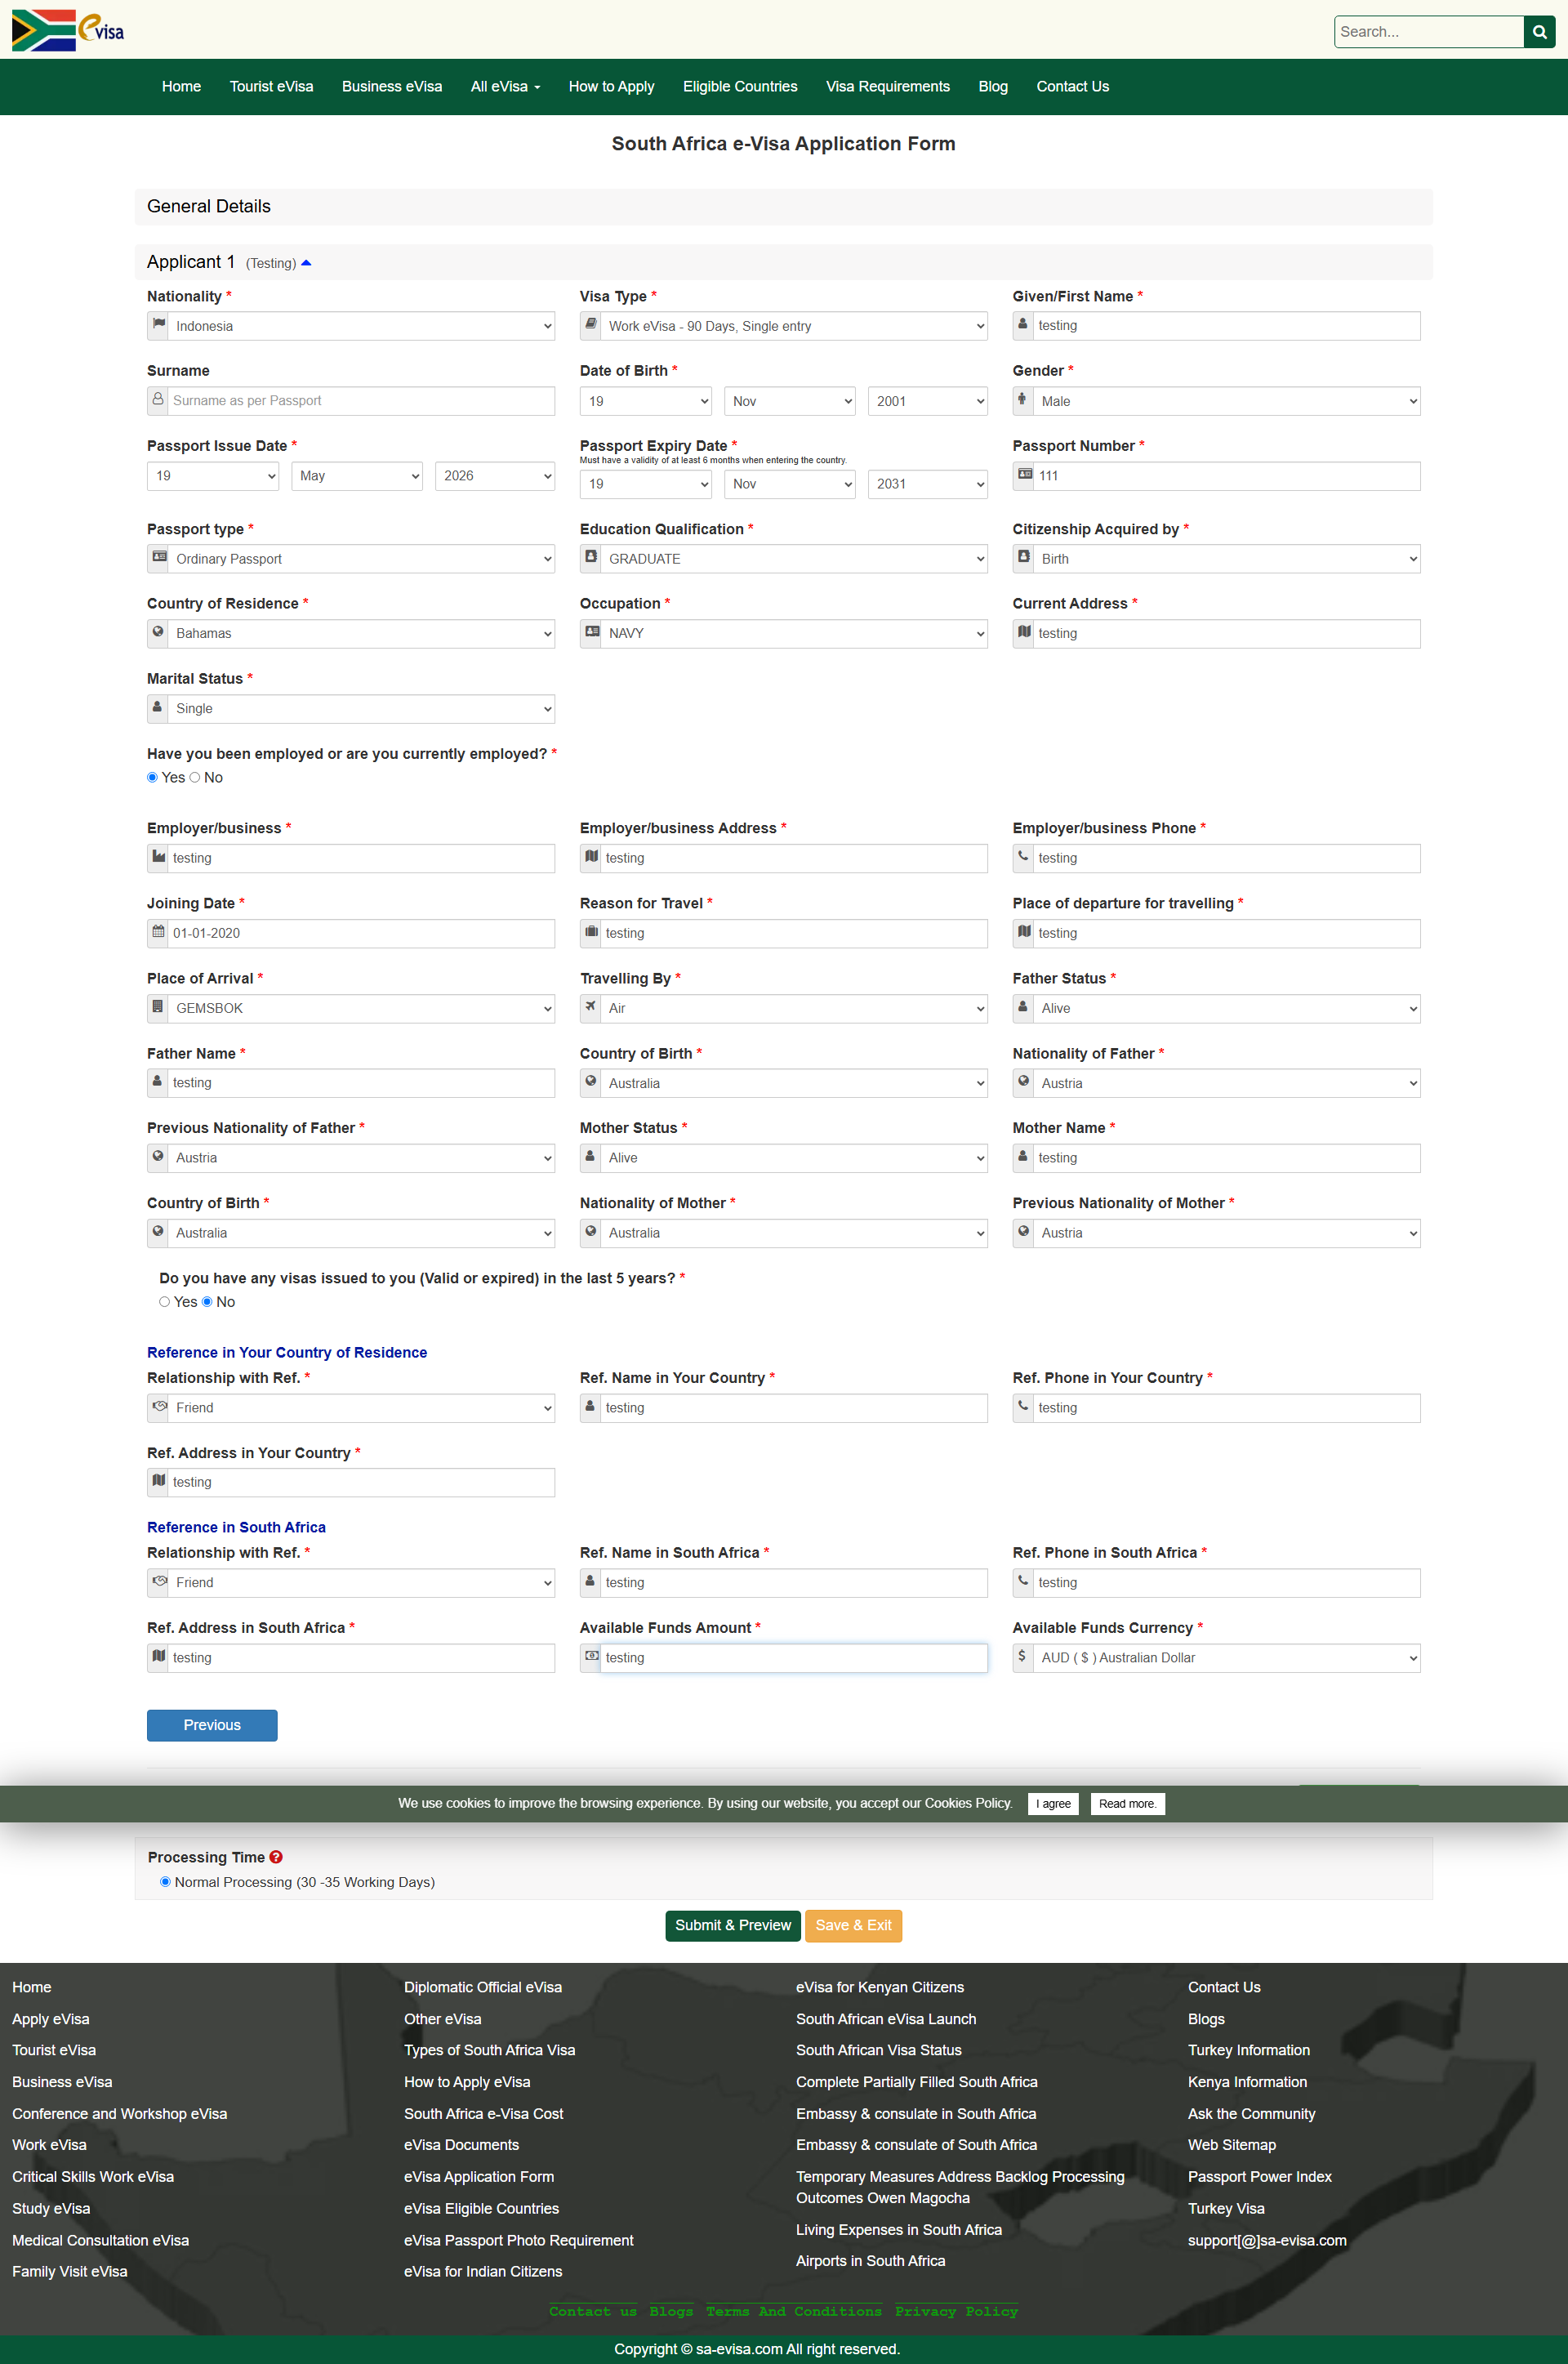 evisa
Search...
Home Tourist eVisa Business eVisa All eVisa How to Apply Eligible Countries Visa Requirements Blog Contact Us
South Africa e-Visa Application Form
General Details
Applicant 1 (Testing)
Nationality * Visa Type * Given/First Name *
Indonesia Work eVisa - 90 Days, Single entry testing
Surname Date of Birth * Gender *
Surname as per Passport 19 Nov 2001 Male
Passport Issue Date * Passport Expiry Date * Passport Number *
Must have a validity of at least 6 months when entering the country.
19 May 2026 19 Nov 2031 111
Passport type * Education Qualification * Citizenship Acquired by *
Ordinary Passport GRADUATE Birth
Country of Residence * Occupation * Current Address *
Bahamas NAVY testing
Marital Status *
Single
Have you been employed or are you currently employed? *
Yes No
Employer/business * Employer/business Address * Employer/business Phone *
testing testing testing
Joining Date * Reason for Travel * Place of departure for travelling *
01-01-2020 testing testing
Place of Arrival * Travelling By * Father Status *
GEMSBOK Air Alive
Father Name * Country of Birth * Nationality of Father *
testing Australia Austria
Previous Nationality of Father * Mother Status * Mother Name *
Austria Alive testing
Country of Birth * Nationality of Mother * Previous Nationality of Mother *
Australia Australia Austria
Do you have any visas issued to you (Valid or expired) in the last 5 years? *
Yes No
Reference in Your Country of Residence
Relationship with Ref. * Ref. Name in Your Country * Ref. Phone in Your Country *
Friend testing testing
Ref. Address in Your Country *
testing
Reference in South Africa
Relationship with Ref. * Ref. Name in South Africa * Ref. Phone in South Africa *
Friend testing testing
Ref. Address in South Africa * Available Funds Amount * Available Funds Currency *
testing testing AUD ( $ ) Australian Dollar
Previous
We use cookies to improve the browsing experience. By using our website, you accept our Cookies Policy. I agree Read more.
Processing Time
Normal Processing (30 -35 Working Days)
Submit & Preview Save & Exit
Home
Apply eVisa
Tourist eVisa
Business eVisa
Conference and Workshop eVisa
Work eVisa
Critical Skills Work eVisa
Study eVisa
Medical Consultation eVisa
Family Visit eVisa
Diplomatic Official eVisa
Other eVisa
Types of South Africa Visa
How to Apply eVisa
South Africa e-Visa Cost
eVisa Documents
eVisa Application Form
eVisa Eligible Countries
eVisa Passport Photo Requirement
eVisa for Indian Citizens
eVisa for Kenyan Citizens
South African eVisa Launch
South African Visa Status
Complete Partially Filled South Africa
Embassy & consulate in South Africa
Embassy & consulate of South Africa
Temporary Measures Address Backlog Processing
Outcomes Owen Magocha
Living Expenses in South Africa
Airports in South Africa
Contact Us
Blogs
Turkey Information
Kenya Information
Ask the Community
Web Sitemap
Passport Power Index
Turkey Visa
support[@]sa-evisa.com
Contact us Blogs Terms And Conditions Privacy Policy
Copyright © sa-evisa.com All right reserved.